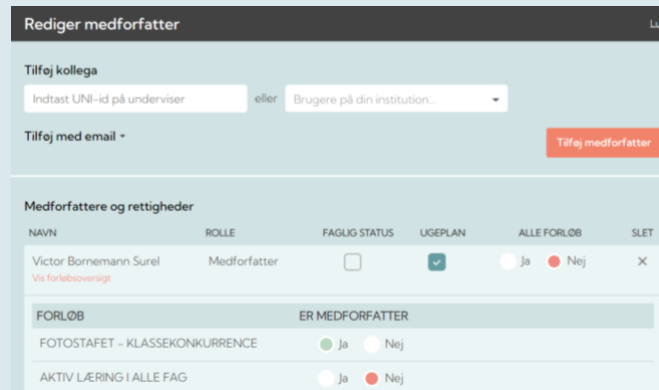 Rediger medforfatter
Tilføj kollega
Indtast UNI-id på underviser eller Brugere på din institution...
Tilføj med email
Tilføj medforfatter
Medforfattere og rettigheder
NAVN ROLLE FAGLIG STATUS UGEPLAN ALLE FORLØB SLET
Victor Bornemann Surel Medforfatter Ja Nej
Vis forløbsoversigt
FORLØB ER MEDFORFATTER
FOTOSTAFET - KLASSEKONKURRENCE Ja Nej
AKTIV LÆRING I ALLE FAG Ja Nej